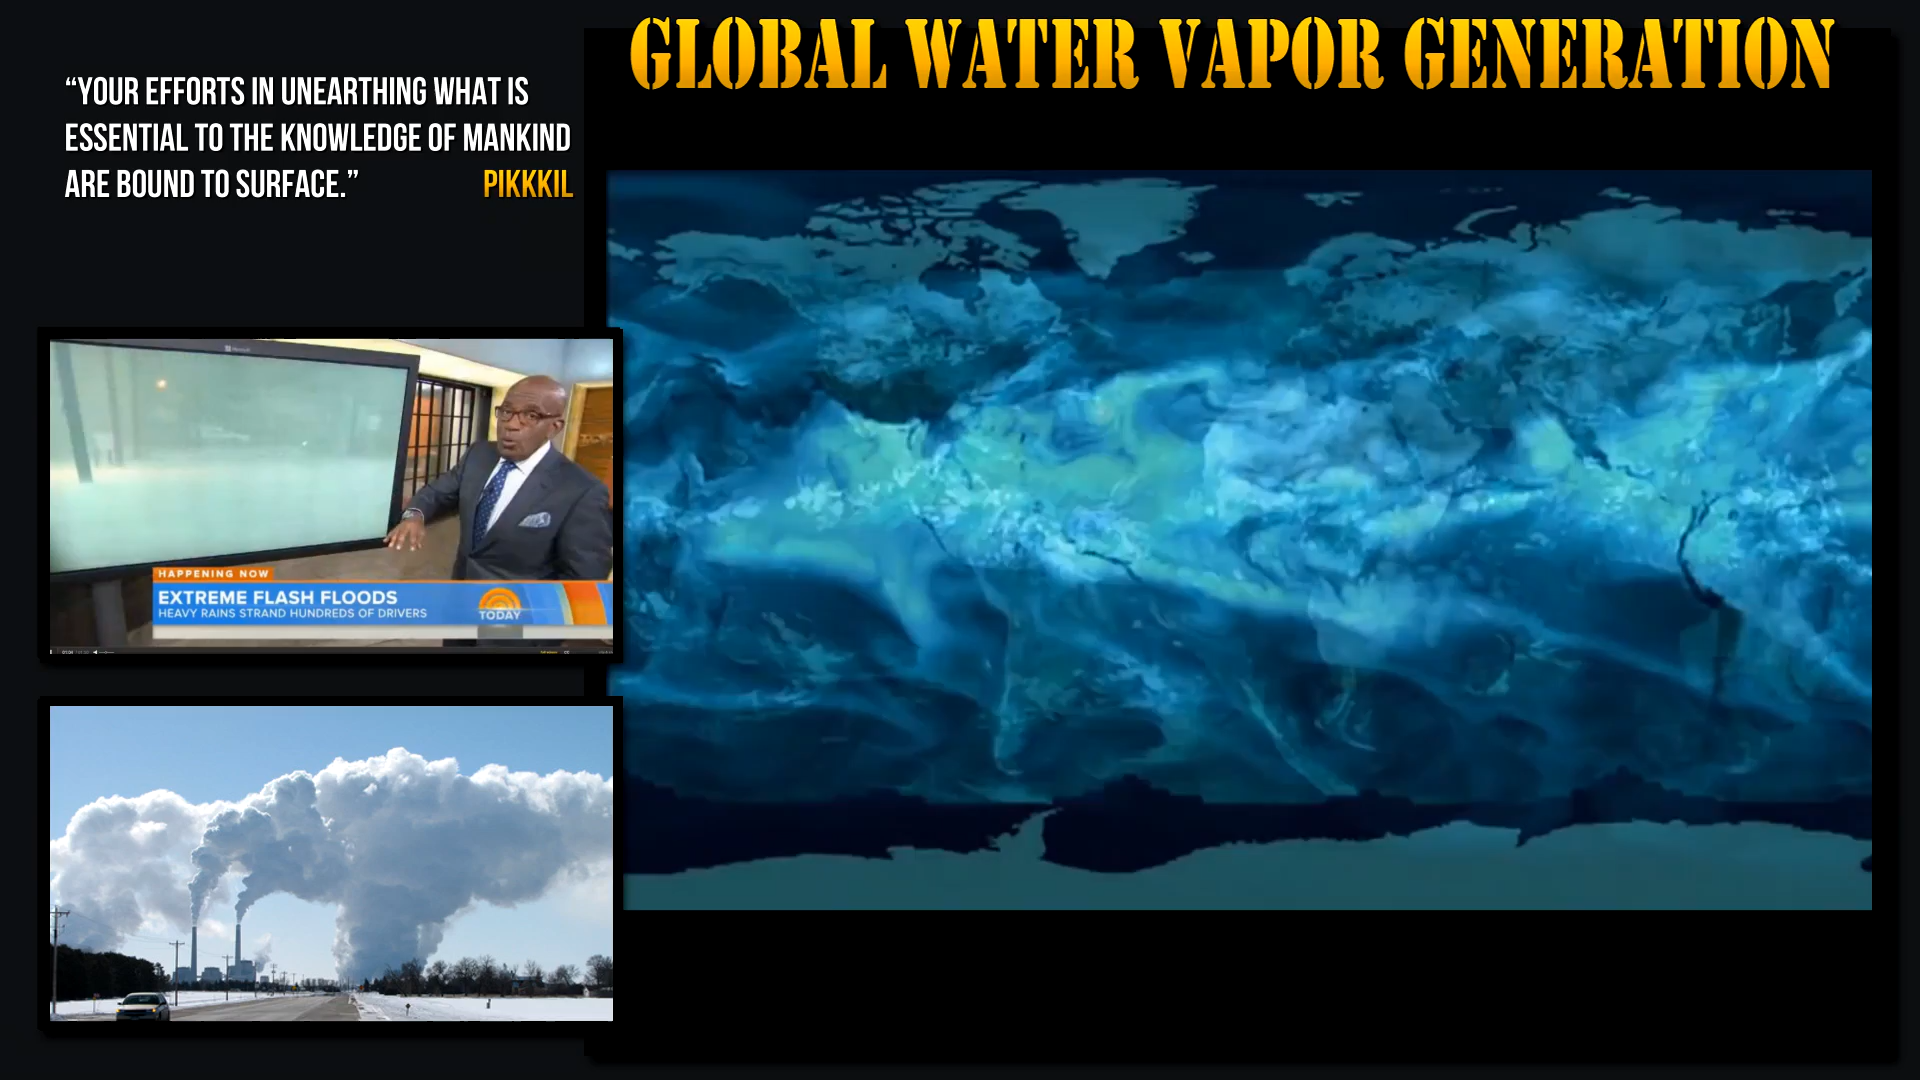 GLOBAL WATER VAPOR GENERATION
“YOUR EFFORTS IN UNEARTHING WHAT IS
ESSENTIAL TO THE KNOWLEDGE OF MANKIND
ARE BOUND TO SURFACE.” PIKKKIL
HAPPENING NOW
EXTREME FLASH FLOODS
HEAVY RAINS STRAND HUNDREDS OF DRIVERS
TODAY